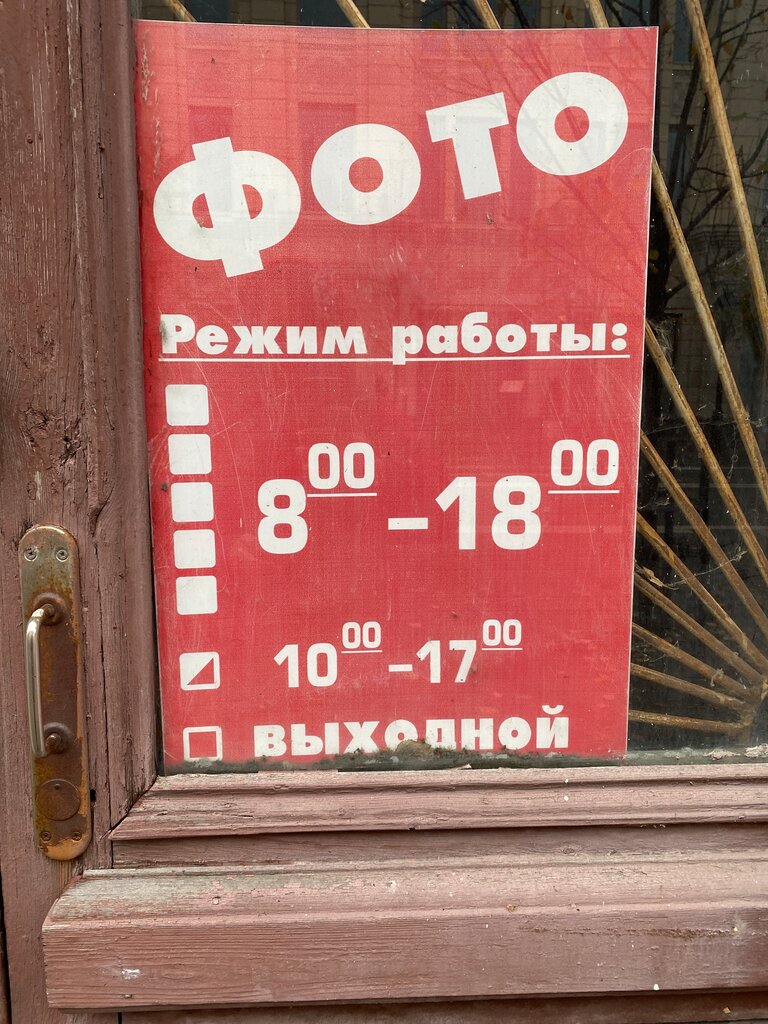 ФОТО
Режим работы:
8⁰⁰ – 18⁰⁰
10⁰⁰ – 17⁰⁰
ВЫХОДНОЙ